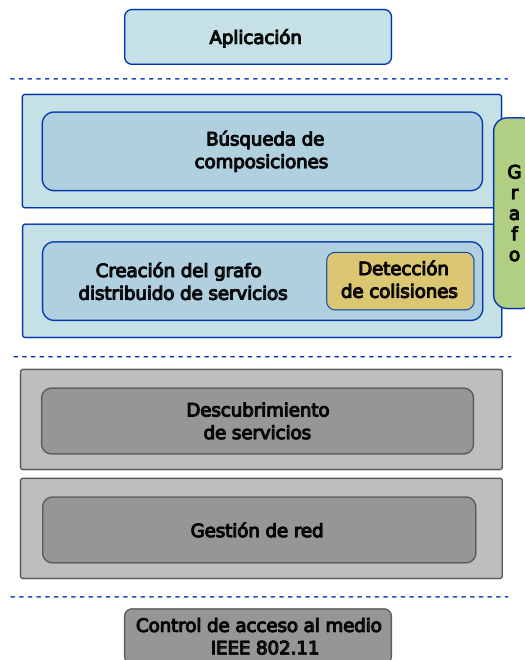 Aplicación
Búsqueda de
composiciones
G
r
a
f
o
Creación del grafo
distribuido de servicios
Detección
de colisiones
Descubrimiento
de servicios
Gestión de red
Control de acceso al medio
IEEE 802.11